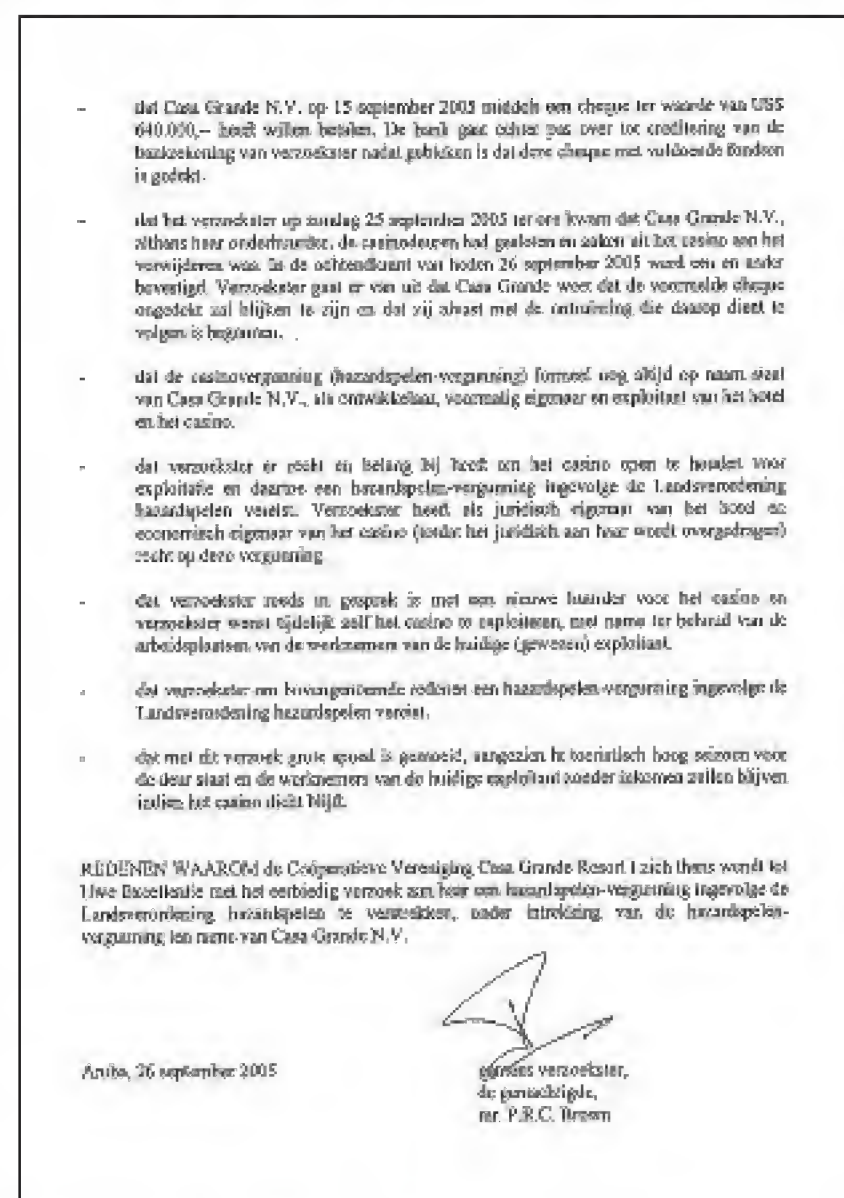 - dat Casa Grande N.V. op 15 september 2005 middels een cheque ter waarde van US$
640.000,-- heeft willen betalen. De bank gaat echter pas over tot creditering van de
bankrekening van verzoekster nadat gebleken is dat deze cheque met voldoende fondsen
is gedekt.
- dat het verzoekster op zondag 25 september 2005 ter ore kwam dat Casa Grande N.V.,
althans haar onderhuurder, de casinodeuren had gesloten en zaken uit het casino aan het
verwijderen was. In de ochtendkrant van heden 26 september 2005 werd een en ander
bevestigd. Verzoekster gaat er van uit dat Casa Grande weet dat de voormelde cheque
ongedekt zal blijken te zijn en dat zij alvast met de ontruiming die daarop dient te
volgen is begonnen.
- dat de casinovergunning (hazardspelen-vergunning) formeel nog altijd op naam staat
van Casa Grande N.V., als ontwikkelaar, voormalig eigenaar en exploitant van het hotel
en het casino.
- dat verzoekster er recht en belang bij heeft om het casino open te houden voor
exploitatie en daartoe een hazardspelen-vergunning ingevolge de Landsverordening
hazardspelen vereist. Verzoekster heeft als juridisch eigenaar van het hotel en
economisch eigenaar van het casino (totdat het juridisch aan haar wordt overgedragen)
recht op deze vergunning.
- dat verzoekster reeds in gesprek is met een nieuwe huurder voor het casino en
verzoekster wenst tijdelijk zelf het casino te exploiteren, met name ter behoud van de
arbeidsplaatsen van de werknemers van de huidige (gewezen) exploitant.
- dat verzoekster om bovengenoemde redenen een hazardspelen-vergunning ingevolge de
Landsverordening hazardspelen vereist.
- dat met dit verzoek grote spoed is gemoeid, aangezien ht toeristisch hoog seizoen voor
de deur staat en de werknemers van de huidige exploitant zonder inkomen zullen blijven
indien het casino dicht blijft.
REDENEN WAAROM de Coöperatieve Vereniging Casa Grande Resort I zich thans wendt tot
Uwe Excellentie met het eerbiedig verzoek aan haar een hazardspelen-vergunning ingevolge de
Landsverordening hazardspelen te verstrekken, onder intrekking van de hazardspelen-
vergunning ten name van Casa Grande N.V.
Aruba, 26 september 2005
namens verzoekster,
de gemachtigde,
mr. P.R.C. Brown